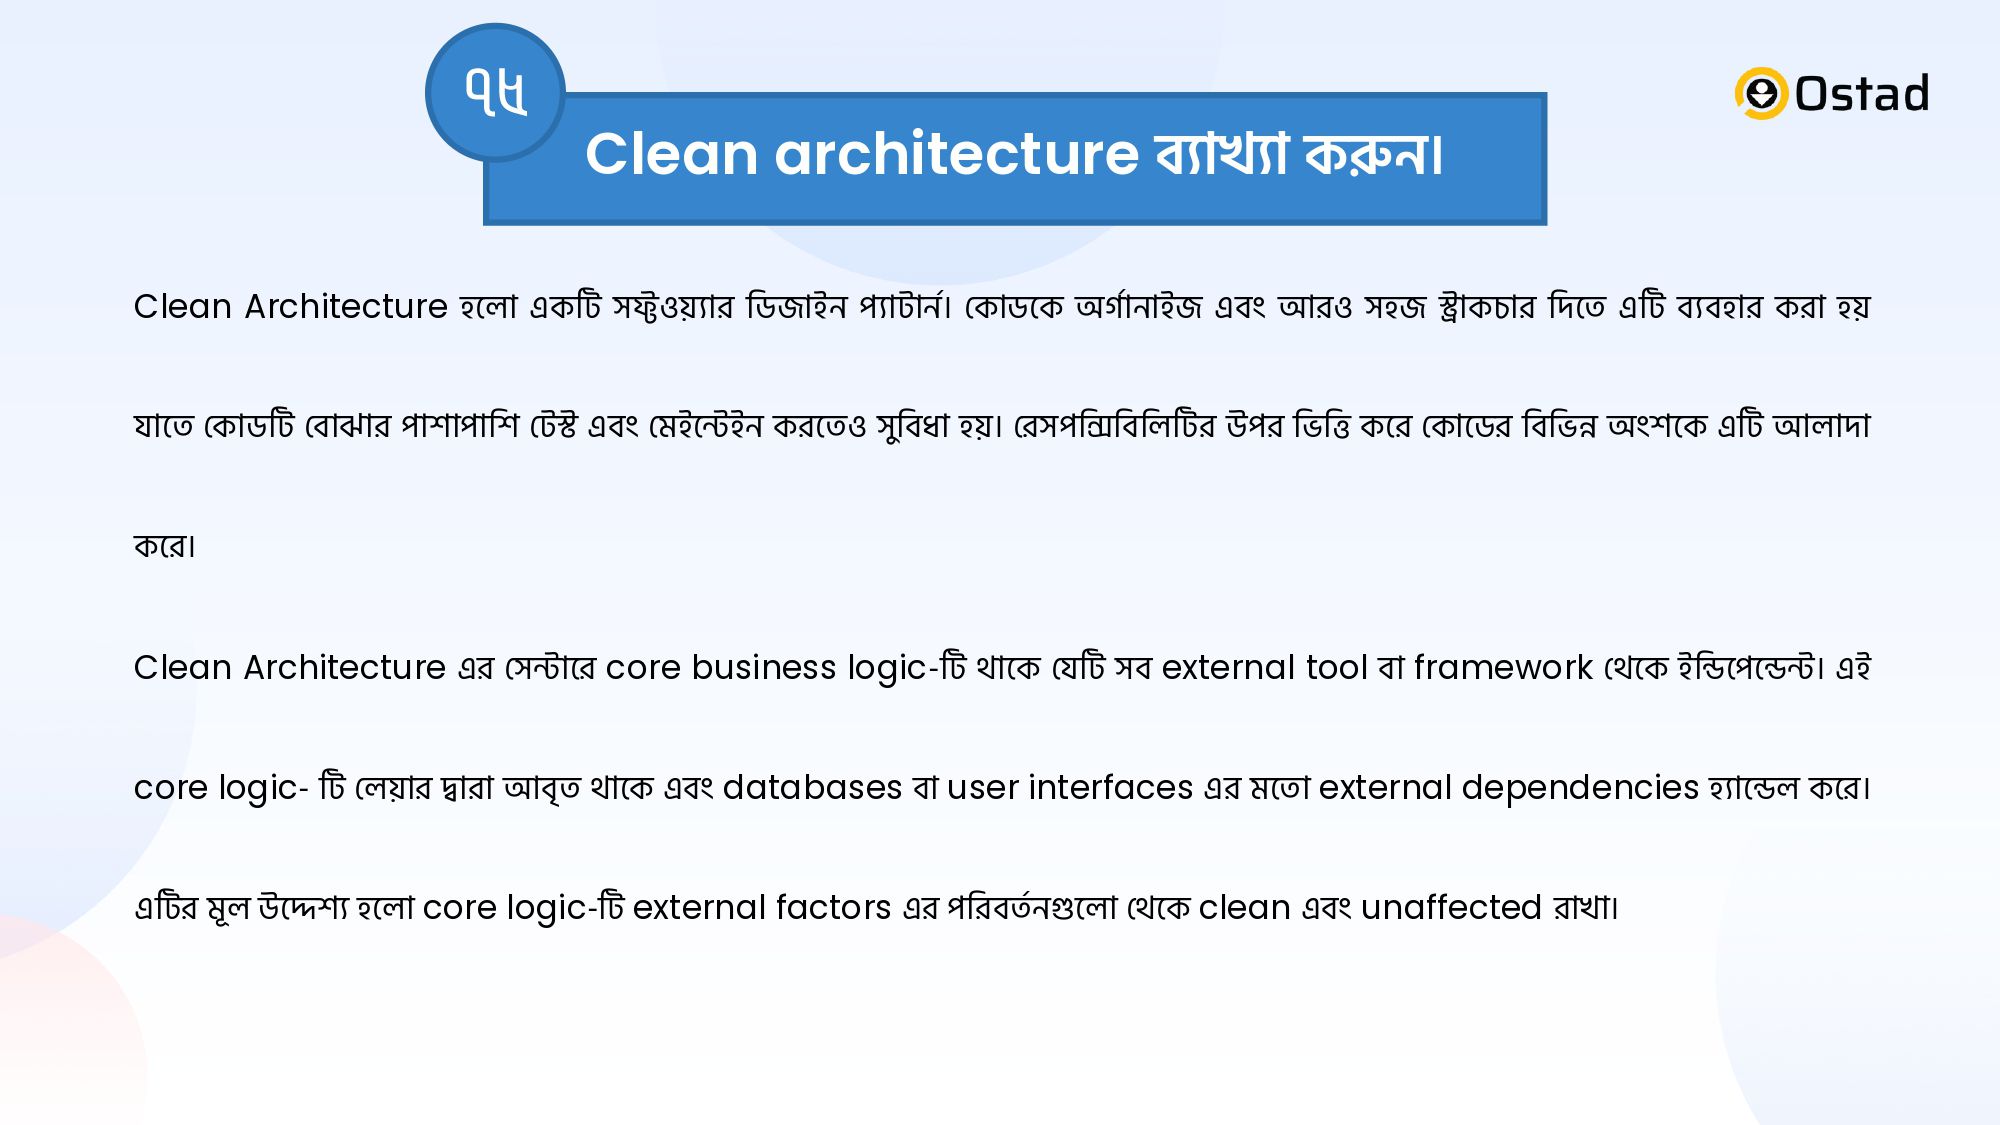 ৭৮
Ostad
Clean architecture ব্যাখ্যা করুন।
Clean Architecture হলো একটি সফ্টওয়্যার ডিজাইন প্যাটার্ন। কোডকে অর্গানাইজ এবং আরও সহজ স্ট্রাকচার দিতে এটি ব্যবহার করা হয়
যাতে কোডটি বোঝার পাশাপাশি টেস্ট এবং মেইন্টেইন করতেও সুবিধা হয়। রেসপন্সিবিলিটির উপর ভিত্তি করে কোডের বিভিন্ন অংশকে এটি আলাদা
করে।
Clean Architecture এর সেন্টারে core business logic-টি থাকে যেটি সব external tool বা framework থেকে ইন্ডিপেন্ডেন্ট। এই
core logic- টি লেয়ার দ্বারা আবৃত থাকে এবং databases বা user interfaces এর মতো external dependencies হ্যান্ডেল করে।
এটির মূল উদ্দেশ্য হলো core logic-টি external factors এর পরিবর্তনগুলো থেকে clean এবং unaffected রাখা।